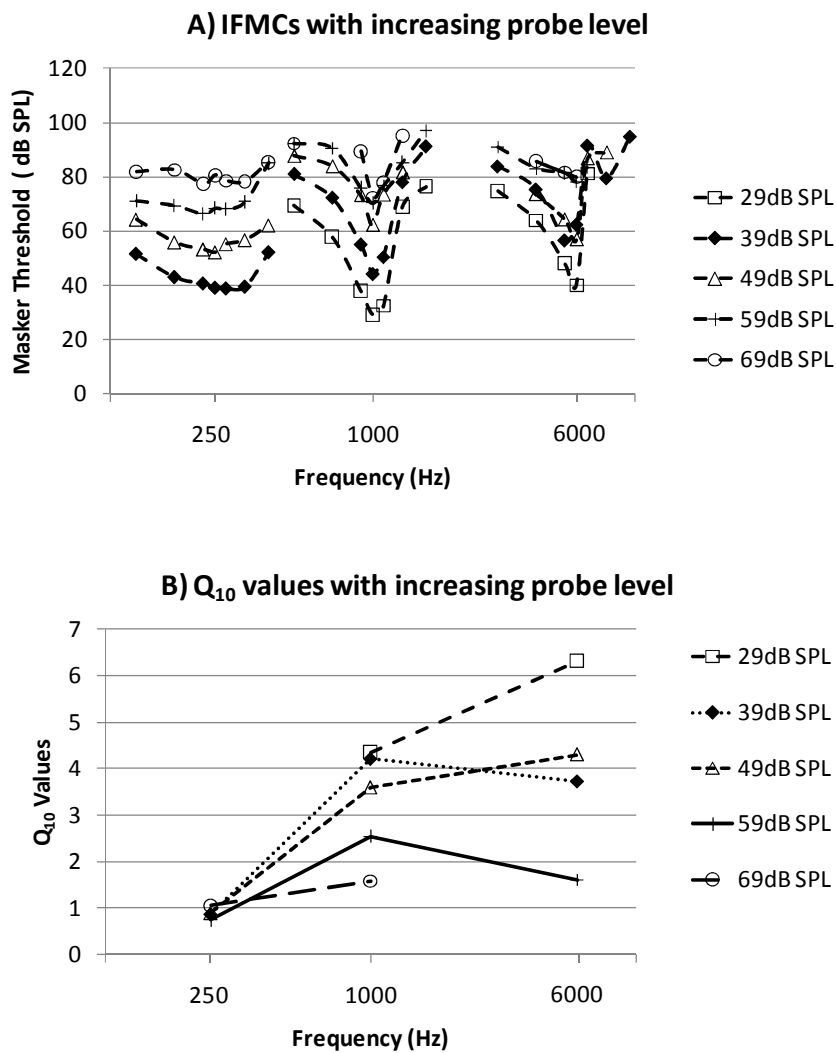 A) IFMCs with increasing probe level
120
100
80
60
40
20
0
Masker Threshold ( dB SPL)
250 1000 6000
Frequency (Hz)
29dB SPL
39dB SPL
49dB SPL
59dB SPL
69dB SPL
B) Q10 values with increasing probe level
7
6
5
4
3
2
1
0
Q10 Values
250 1000 6000
Frequency (Hz)
29dB SPL
39dB SPL
49dB SPL
59dB SPL
69dB SPL